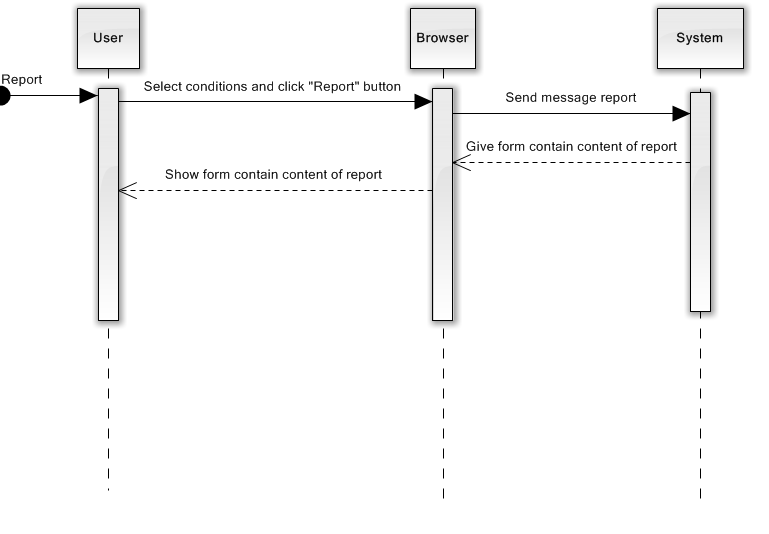 User
Browser
System
Report
Select conditions and click "Report" button
Send message report
Give form contain content of report
Show form contain content of report